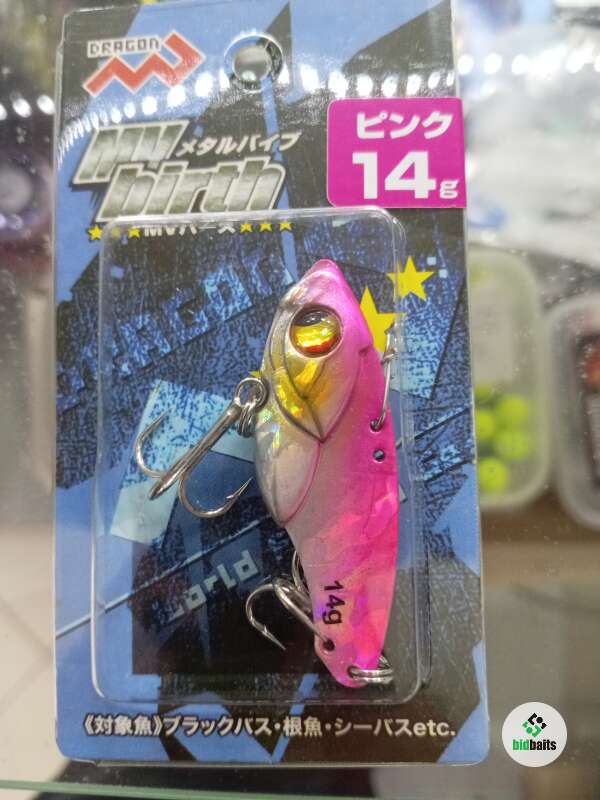 DRAGON
MV
メタルバイブ
birth
★★★MVバース★★★
ピンク
14g
DRAGON
World
14g
《対象魚》ブラックバス・根魚・シーバスetc.
bidbaits